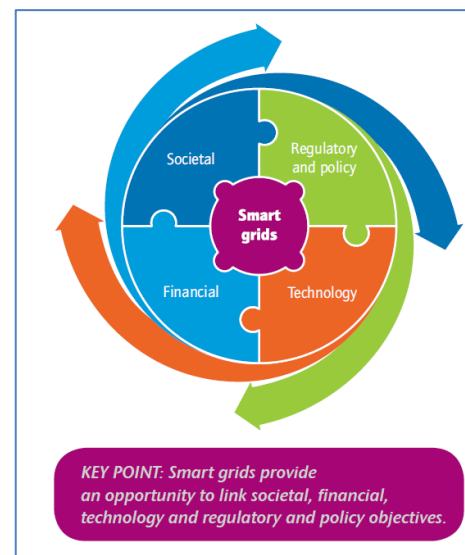 Societal
Regulatory
and policy
Smart
grids
Financial
Technology
KEY POINT: Smart grids provide
an opportunity to link societal, financial,
technology and regulatory and policy objectives.